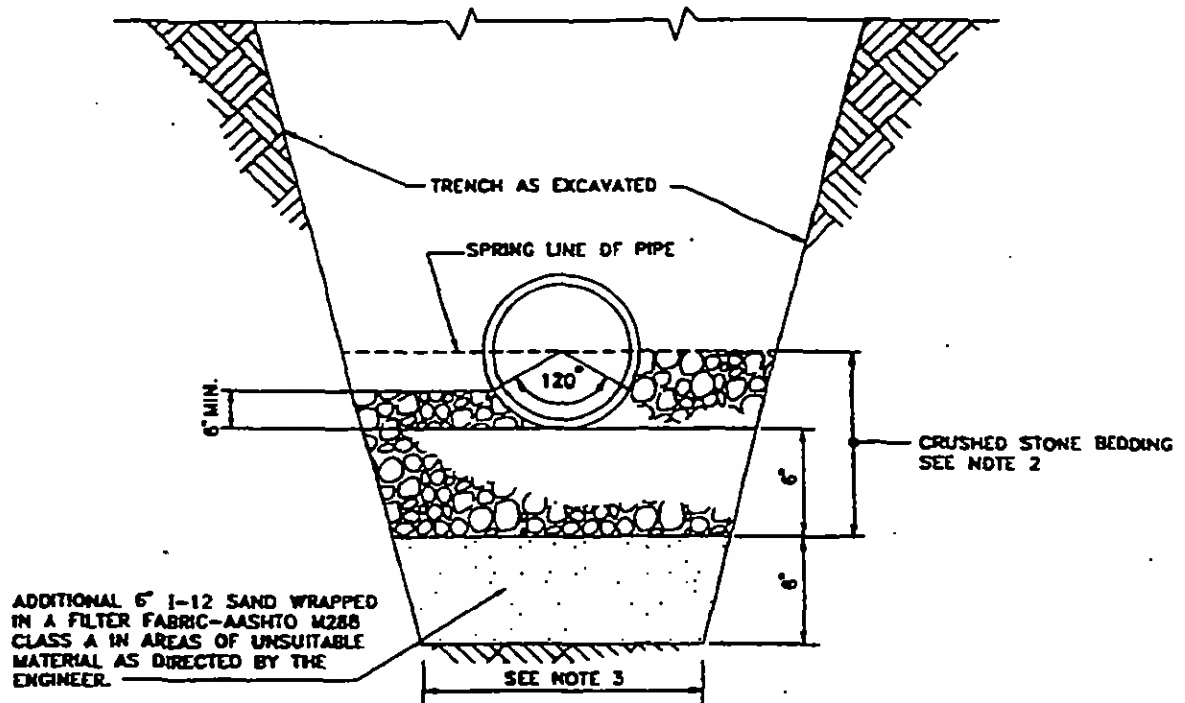 TRENCH AS EXCAVATED
SPRING LINE OF PIPE
120°
6" MIN.
CRUSHED STONE BEDDING
SEE NOTE 2
6"
6"
ADDITIONAL 6" I-12 SAND WRAPPED
IN A FILTER FABRIC-AASHTO M288
CLASS A IN AREAS OF UNSUITABLE
MATERIAL AS DIRECTED BY THE
ENGINEER.
SEE NOTE 3